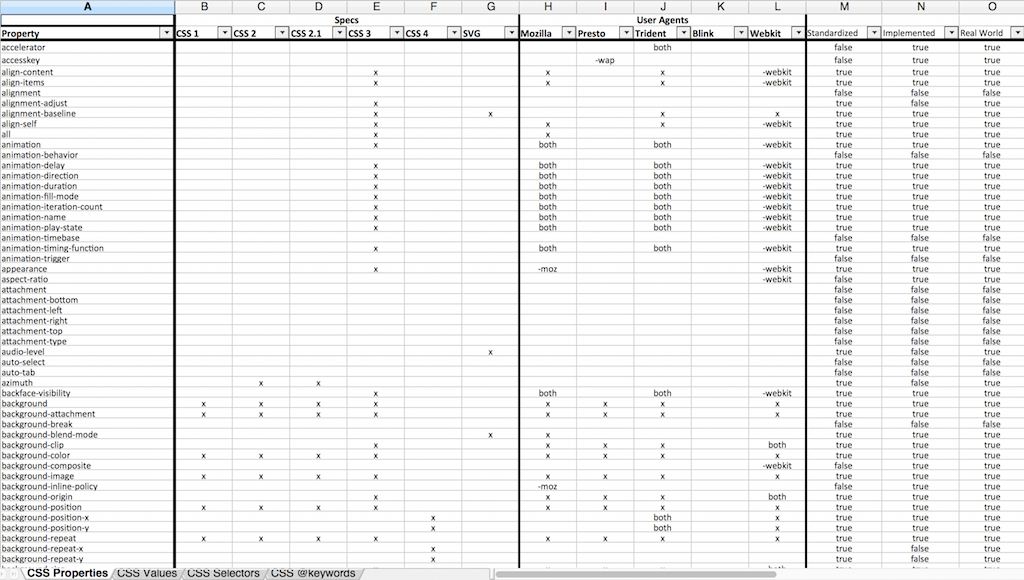 A B C D E F G H I J K L M N O
Specs User Agents
Property CSS 1 CSS 2 CSS 2.1 CSS 3 CSS 4 SVG Mozilla Presto Trident Blink Webkit Standardized Implemented Real World
accelerator both false true true
accesskey -wap false true true
align-content x x x -webkit true true true
align-items x x x -webkit true true true
alignment false false false
alignment-adjust x true false true
alignment-baseline x x x x true true true
align-self x x x -webkit true true true
all x x true true true
animation x both both -webkit true true true
animation-behavior false false false
animation-delay x both both -webkit true true true
animation-direction x both both -webkit true true true
animation-duration x both both -webkit true true true
animation-fill-mode x both both -webkit true true true
animation-iteration-count x both both -webkit true true true
animation-name x both both -webkit true true true
animation-play-state x both both -webkit true true true
animation-timebase false false false
animation-timing-function x both both -webkit true true true
animation-trigger false false false
appearance x -moz -webkit true true true
aspect-ratio -webkit false true true
attachment false false false
attachment-bottom false false false
attachment-left false false false
attachment-right false false false
attachment-top false false false
attachment-type false false false
audio-level x true false true
auto-select false false false
auto-tab false false false
azimuth x x true false true
backface-visibility x both both -webkit true true true
background x x x x x x x x true true true
background-attachment x x x x x x x x true true true
background-break false false false
background-blend-mode x x true true true
background-clip x x x x both true true true
background-color x x x x x x x x true true true
background-composite -webkit false true true
background-image x x x x x x x x true true true
background-inline-policy -moz false true true
background-origin x x x x both true true true
background-position x x x x x x x x true true true
background-position-x x both x true true true
background-position-y x both x true true true
background-repeat x x x x x x x x true true true
background-repeat-x x true false true
background-repeat-y x true false true
CSS Properties CSS Values CSS Selectors CSS @keywords